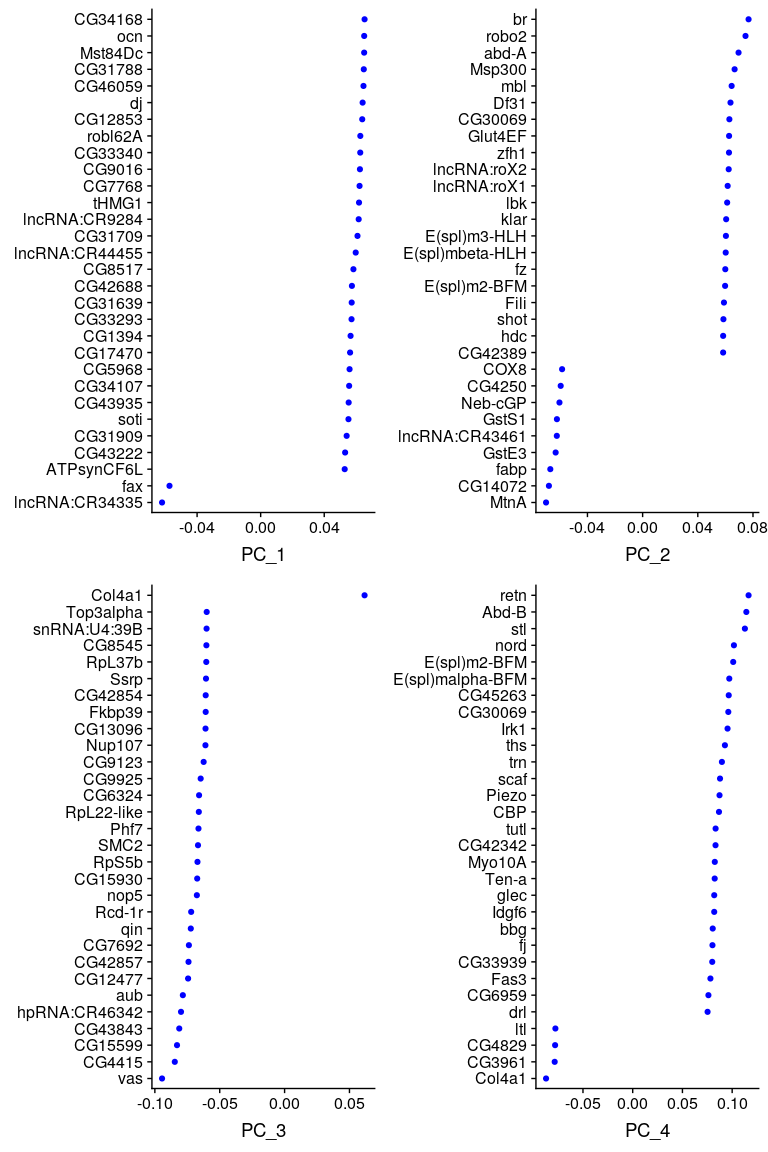 CG34168
ocn
Mst84Dc
CG31788
CG46059
dj
CG12853
robl62A
CG33340
CG9016
CG7768
tHMG1
lncRNA:CR9284
CG31709
lncRNA:CR44455
CG8517
CG42688
CG31639
CG33293
CG1394
CG17470
CG5968
CG34107
CG43935
soti
CG31909
CG43222
ATPsynCF6L
fax
lncRNA:CR34335
-0.04 0.00 0.04
PC_1
br
robo2
abd-A
Msp300
mbl
Df31
CG30069
Glut4EF
zfh1
lncRNA:roX2
lncRNA:roX1
lbk
klar
E(spl)m3-HLH
E(spl)mbeta-HLH
fz
E(spl)m2-BFM
Fili
shot
hdc
CG42389
COX8
CG4250
Neb-cGP
GstS1
lncRNA:CR43461
GstE3
fabp
CG14072
MtnA
-0.04 0.00 0.04 0.08
PC_2
Col4a1
Top3alpha
snRNA:U4:39B
CG8545
RpL37b
Ssrp
CG42854
Fkbp39
CG13096
Nup107
CG9123
CG9925
CG6324
RpL22-like
Phf7
SMC2
RpS5b
CG15930
nop5
Rcd-1r
qin
CG7692
CG42857
CG12477
aub
hpRNA:CR46342
CG43843
CG15599
CG4415
vas
-0.10 -0.05 0.00 0.05
PC_3
retn
Abd-B
stl
nord
E(spl)m2-BFM
E(spl)malpha-BFM
CG45263
CG30069
Irk1
ths
trn
scaf
Piezo
CBP
tutl
CG42342
Myo10A
Ten-a
glec
Idgf6
bbg
fj
CG33939
Fas3
CG6959
drl
ltl
CG4829
CG3961
Col4a1
-0.05 0.00 0.05 0.10
PC_4